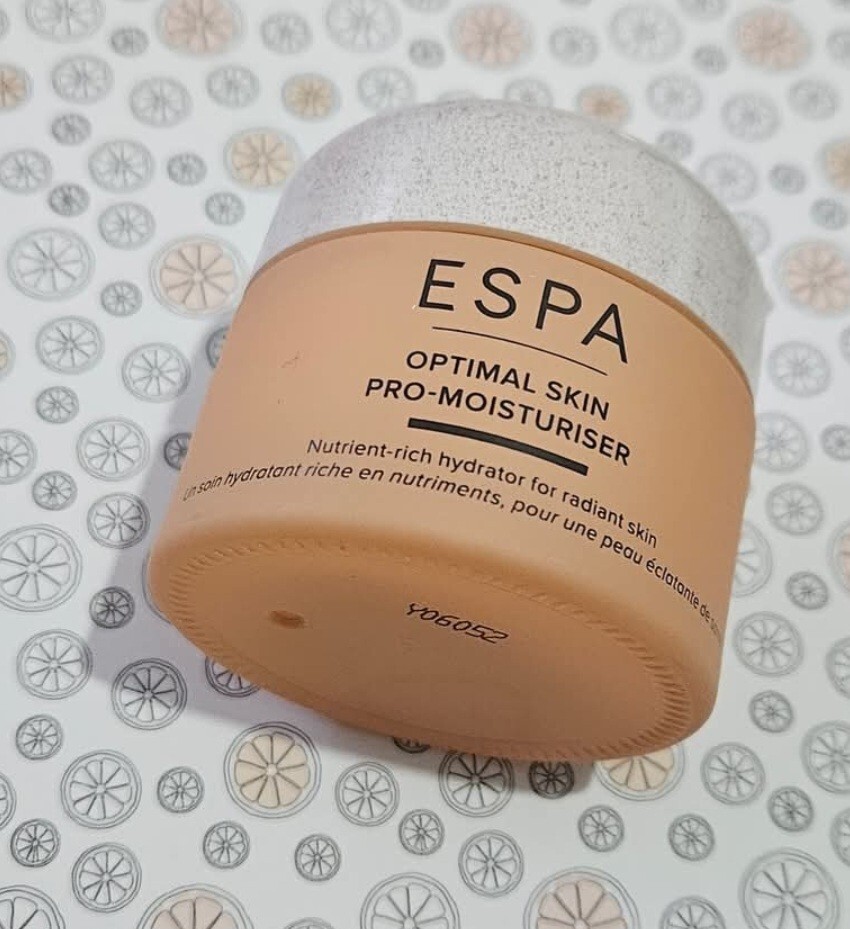 ESPA
OPTIMAL SKIN
PRO-MOISTURISER
Nutrient-rich hydrator for radiant skin
Un soin hydratant riche en nutriments, pour une peau éclatante de
Y06052